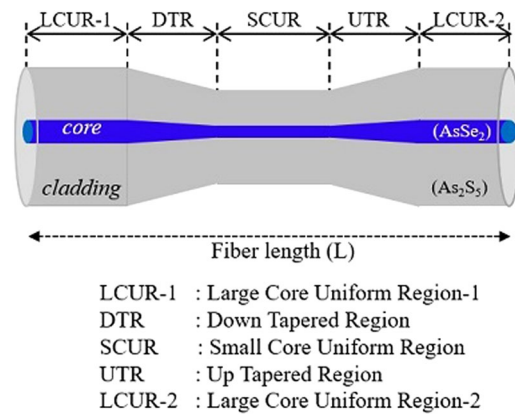 LCUR-1 DTR SCUR UTR LCUR-2
core (AsSe₂)
cladding (As₂S₅)
Fiber length (L)
LCUR-1 : Large Core Uniform Region-1
DTR : Down Tapered Region
SCUR : Small Core Uniform Region
UTR : Up Tapered Region
LCUR-2 : Large Core Uniform Region-2